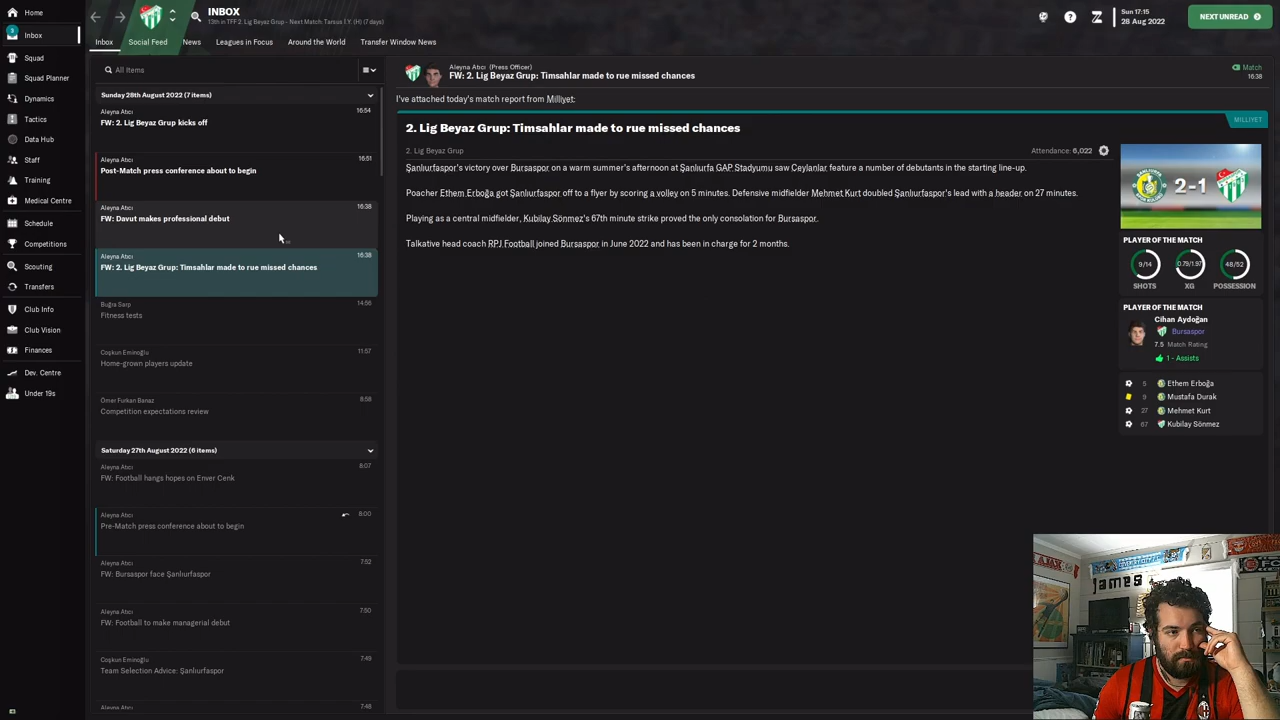 Home
INBOX
13th in TFF 2. Lig Beyaz Grup - Next Match Tarsus İ.Y. (H) (7 days)
Sun 17:15
28 Aug 2022
NEXT UNREAD
3
Inbox
Squad
Squad Planner
Dynamics
Tactics
Data Hub
Staff
Training
Medical Centre
Schedule
Competitions
Scouting
Transfers
Club Info
Club Vision
Finances
Dev. Centre
Under 19s
Inbox
Social Feed
News
Leagues in Focus
Around the World
Transfer Window News
All Items
Sunday 28th August 2022 (7 items)
Aleyna Atıcı
16:54
FW: 2. Lig Beyaz Grup kicks off
Aleyna Atıcı
16:51
Post-Match press conference about to begin
Aleyna Atıcı
16:38
FW: Davut makes professional debut
Aleyna Atıcı
16:38
FW: 2. Lig Beyaz Grup: Timsahlar made to rue missed chances
Buğra Sarp
14:56
Fitness tests
Coşkun Eminoğlu
11:57
Home-grown players update
Ömer Furkan Banaz
8:58
Competition expectations review
Saturday 27th August 2022 (6 items)
Aleyna Atıcı
8:07
FW: Football hangs hopes on Enver Cenk
Aleyna Atıcı
8:00
Pre-Match press conference about to begin
Aleyna Atıcı
7:52
FW: Bursaspor face Şanlıurfaspor
Aleyna Atıcı
7:50
FW: Football to make managerial debut
Coşkun Eminoğlu
7:49
Team Selection Advice: Şanlıurfaspor
Aleyna Atıcı
7:48
Aleyna Atıcı (Press Officer)
FW: 2. Lig Beyaz Grup: Timsahlar made to rue missed chances
Match
16:38
I've attached today's match report from Milliyet:
2. Lig Beyaz Grup: Timsahlar made to rue missed chances
MILLIYET
2. Lig Beyaz Grup
Attendance: 6,022
Şanlıurfaspor's victory over Bursaspor on a warm summer's afternoon at Şanlıurfa GAP Stadyumu saw Ceylanlar feature a number of debutants in the starting line-up.
Poacher Ethem Erboğa got Şanlıurfaspor off to a flyer by scoring a volley on 5 minutes. Defensive midfielder Mehmet Kurt doubled Şanlıurfaspor's lead with a header on 27 minutes.
Playing as a central midfielder, Kubilay Sönmez's 67th minute strike proved the only consolation for Bursaspor.
Talkative head coach RPJ Football joined Bursaspor in June 2022 and has been in charge for 2 months.
2-1
PLAYER OF THE MATCH
9/14
0.79/1.97
48/52
SHOTS
XG
POSSESSION
PLAYER OF THE MATCH
Cihan Aydoğan
Bursaspor
7.5 Match Rating
1 - Assists
5 Ethem Erboğa
9 Mustafa Durak
27 Mehmet Kurt
67 Kubilay Sönmez
AJAX
james